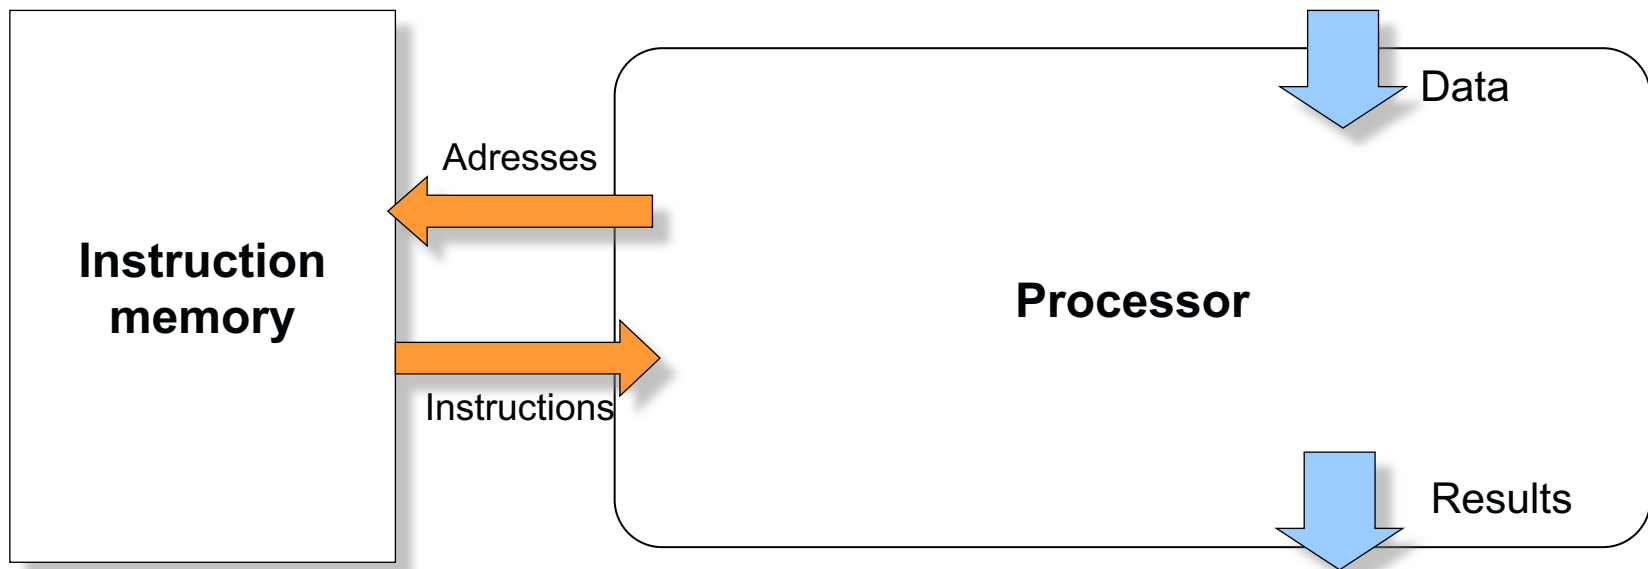 Data
Adresses
Instruction
memory
Processor
Instructions
Results